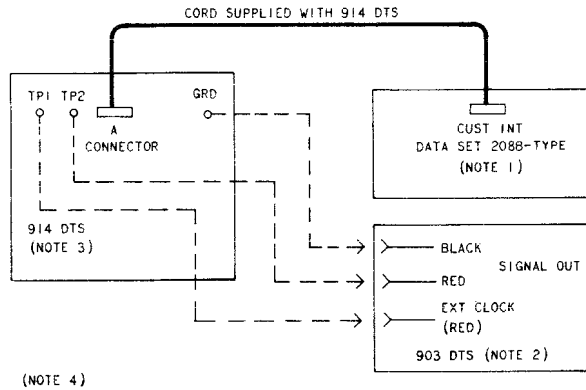 CORD SUPPLIED WITH 914 DTS
TP1 TP2 GRD
A
CONNECTOR
914 DTS
(NOTE 3)
CUST INT
DATA SET 208B-TYPE
(NOTE 1)
BLACK
SIGNAL OUT
RED
EXT CLOCK
(RED)
903 DTS (NOTE 2)
(NOTE 4)